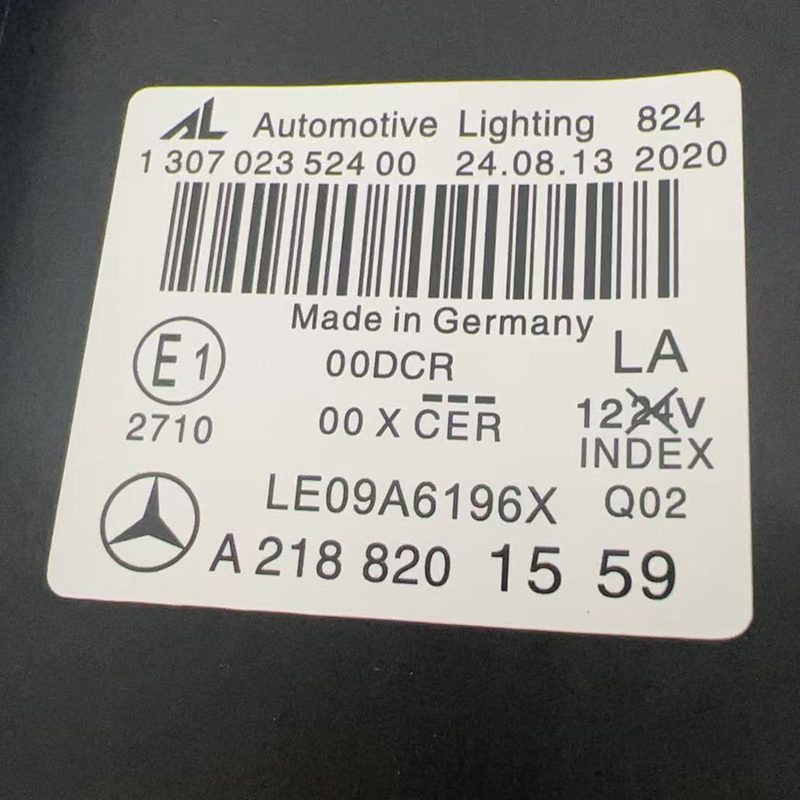 AL Automotive Lighting 824
1 307 023 524 00 24.08.13 2020
Made in Germany
E1
00DCR
LA
2710
00 X CER
1224V
INDEX
LE09A6196X
Q02
A 218 820 15 59